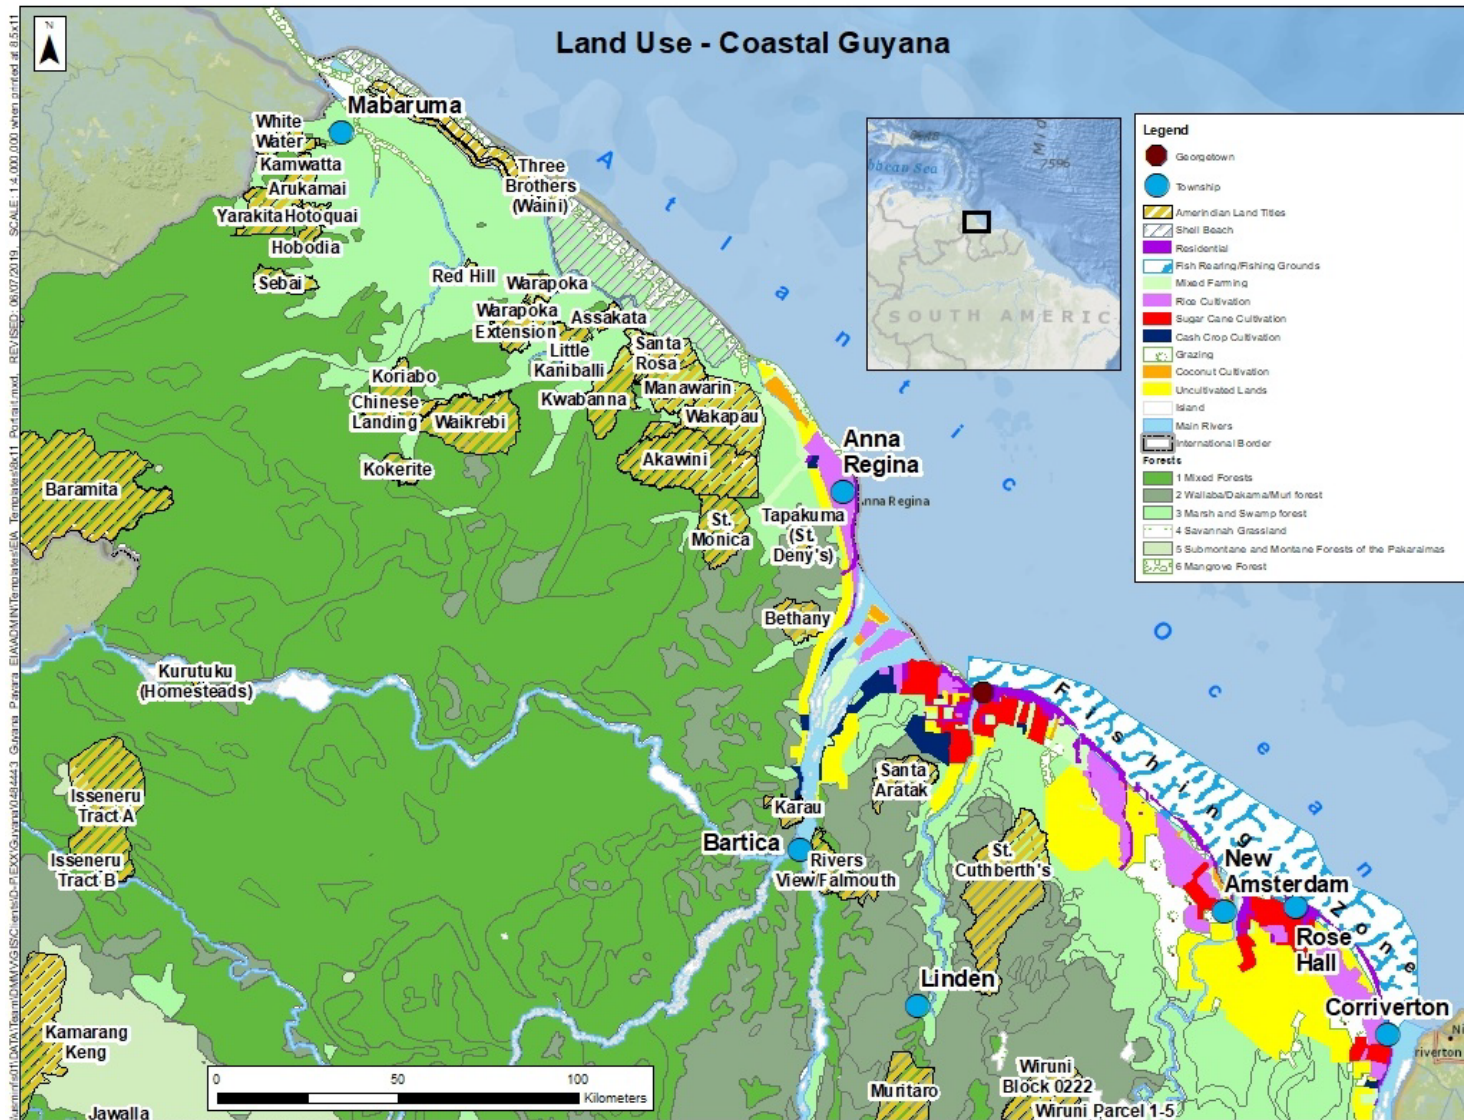 Land Use - Coastal Guyana
N
Mabaruma
White
Water
Kamwatta
Arukamai
Yarakita
Hotoquai
Hobodia
Sebai
Three
Brothers
(Waini)
Red Hill
Warapoka
Warapoka
Extension
Assakata
Little
Kaniballi
Santa
Rosa
Koriabo
Chinese
Landing
Waikrebi
Kwabanna
Manawarin
Wakapau
Akawini
Kokerite
Baramita
St.
Monica
Anna
Regina
Anna Regina
Tapakuma
(St.
Deny's)
Bethany
Kurutuku
(Homesteads)
Isseneru
Tract A
Isseneru
Tract B
Karau
Bartica
Rivers
View/Falmouth
Santa
Aratak
St.
Cuthberth's
Linden
New
Amsterdam
Rose
Hall
Corriverton
riverton
Kamarang
Keng
Jawalla
Muritaro
Wiruni
Block 0222
Wiruni Parcel 1-5
Atlantic Ocean
Fishing Zone
0 50 100
Kilometers
SOUTH AMERIC
Legend
Georgetown
Township
Amerindian Land Titles
Shell Beach
Residential
Fish Rearing/Fishing Grounds
Mixed Farming
Rice Cultivation
Sugar Cane Cultivation
Cash Crop Cultivation
Grazing
Coconut Cultivation
Uncultivated Lands
Island
Main Rivers
International Border
Forests
1 Mixed Forests
2 Wallaba/Dakama/Muri forest
3 Marsh and Swamp forest
4 Savannah Grassland
5 Submontane and Montane Forests of the Pakaraimas
6 Mangrove Forest